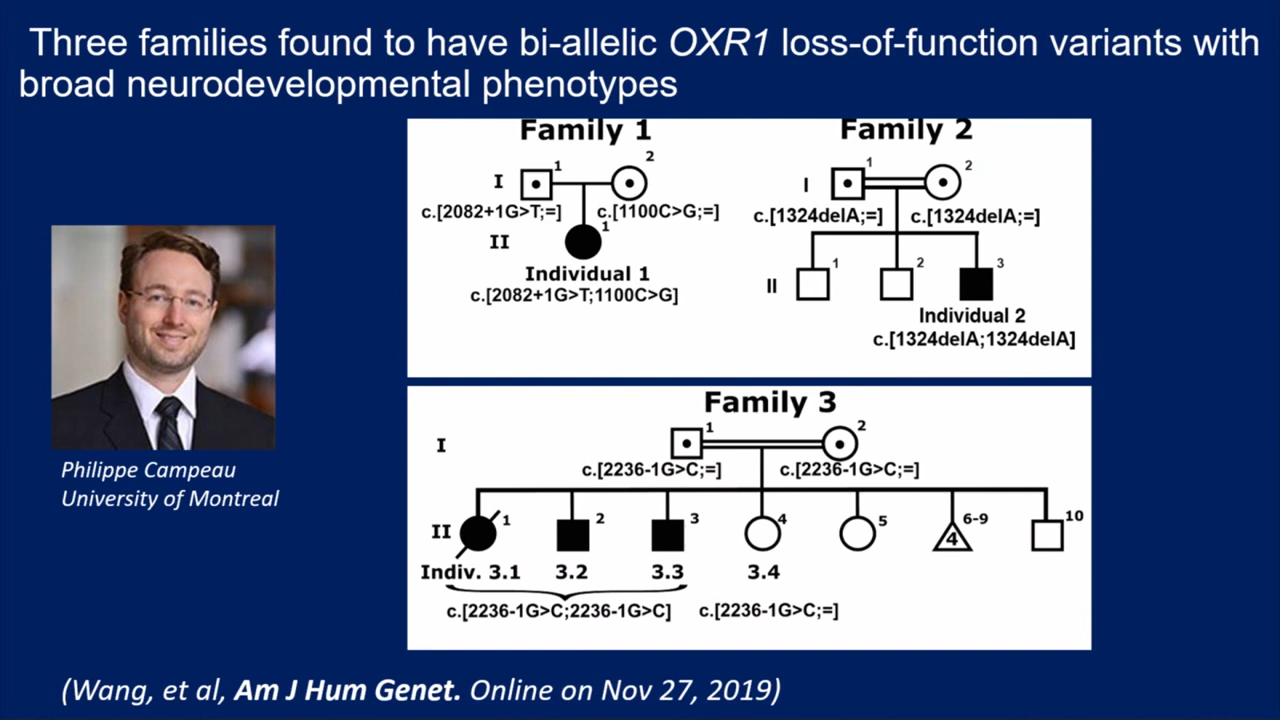 Three families found to have bi-allelic OXR1 loss-of-function variants with
broad neurodevelopmental phenotypes
Family 1
I
1
2
c.[2082+1G>T;=]
c.[1100C>G;=]
II
1
Individual 1
c.[2082+1G>T;1100C>G]
Family 2
I
1
2
c.[1324delA;=]
c.[1324delA;=]
II
1
2
3
Individual 2
c.[1324delA;1324delA]
Philippe Campeau
University of Montreal
Family 3
I
1
2
c.[2236-1G>C;=]
c.[2236-1G>C;=]
II
1
2
3
4
5
6-9
4
10
Indiv. 3.1
3.2
3.3
3.4
c.[2236-1G>C;2236-1G>C]
c.[2236-1G>C;=]
(Wang, et al, Am J Hum Genet. Online on Nov 27, 2019)